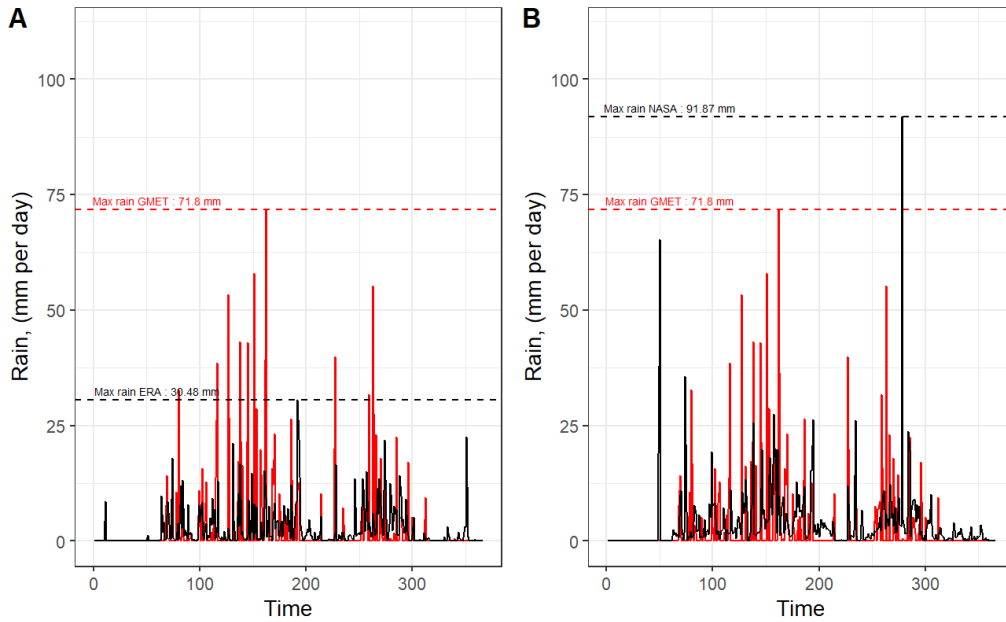 A
Rain, (mm per day)
100
75
50
25
0
Max rain GMET : 71.8 mm
Max rain ERA : 30.48 mm
0 100 200 300
Time
B
Rain, (mm per day)
100
75
50
25
0
Max rain NASA : 91.87 mm
Max rain GMET : 71.8 mm
0 100 200 300
Time